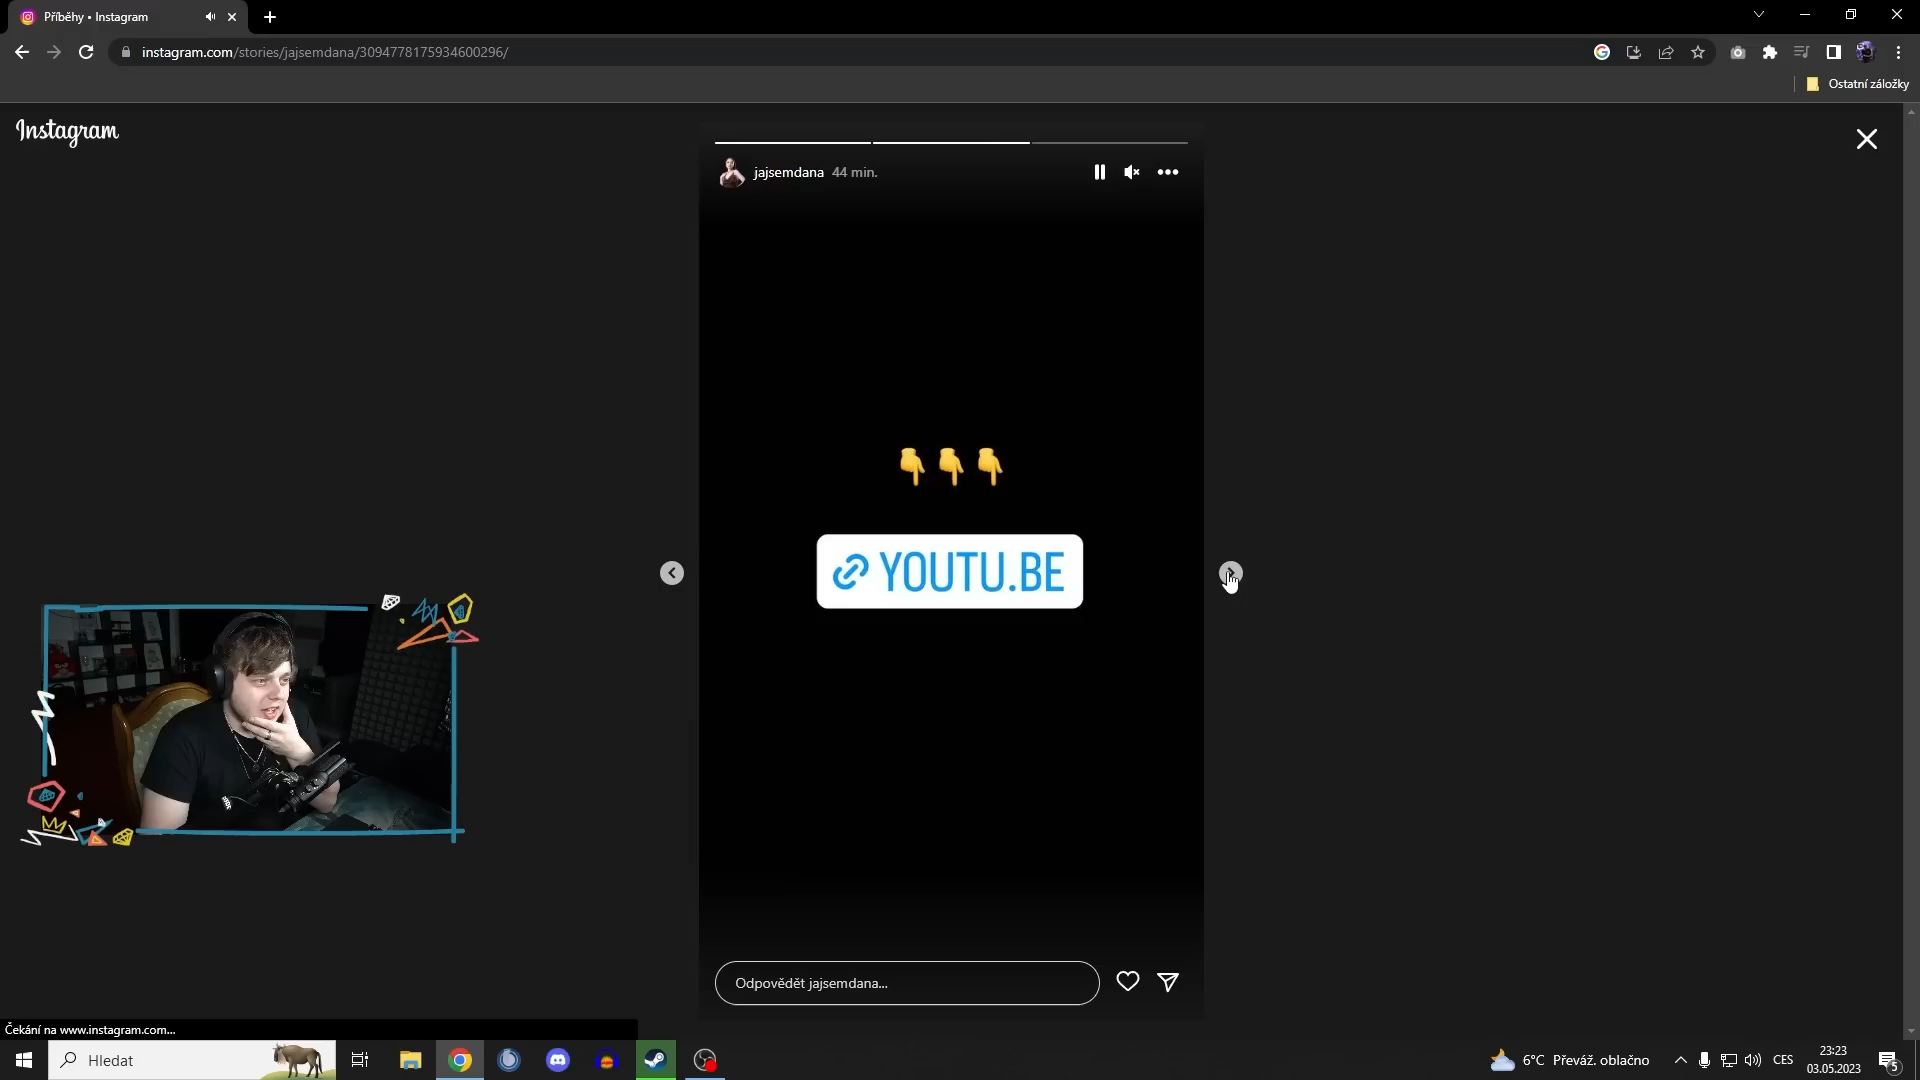 Příběhy • Instagram
instagram.com/stories/jajsemdana/3094778175934600296/
Ostatní záložky
Instagram
jajsemdana 44 min.
YOUTU.BE
Odpovědět jajsemdana...
Čekání na www.instagram.com...
Hledat
6°C Převáž. oblačno
CES
23:23
03.05.2023
5